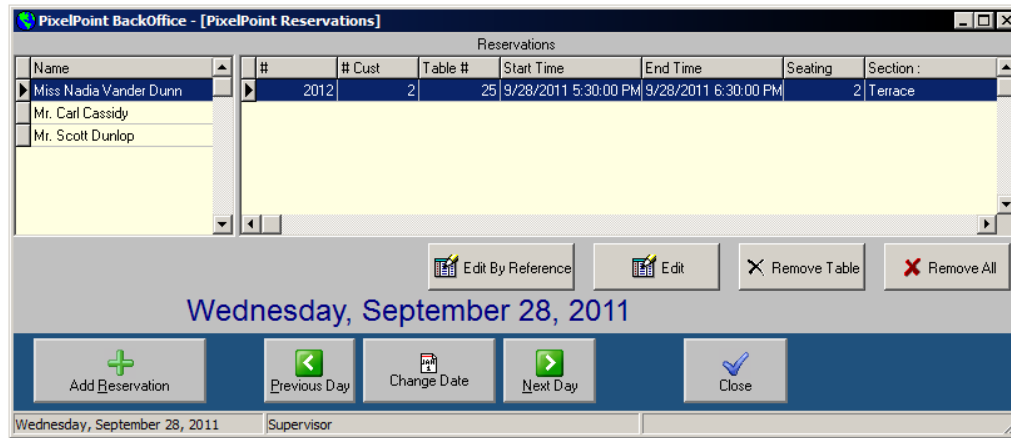 PixelPoint BackOffice - [PixelPoint Reservations]
Reservations
Name # # Cust Table # Start Time End Time Seating Section :
Miss Nadia Vander Dunn 2012 2 25 9/28/2011 5:30:00 PM 9/28/2011 6:30:00 PM 2 Terrace
Mr. Carl Cassidy
Mr. Scott Dunlop
Edit By Reference Edit Remove Table Remove All
Wednesday, September 28, 2011
JAN
1
Add Reservation Previous Day Change Date Next Day Close
Wednesday, September 28, 2011 Supervisor